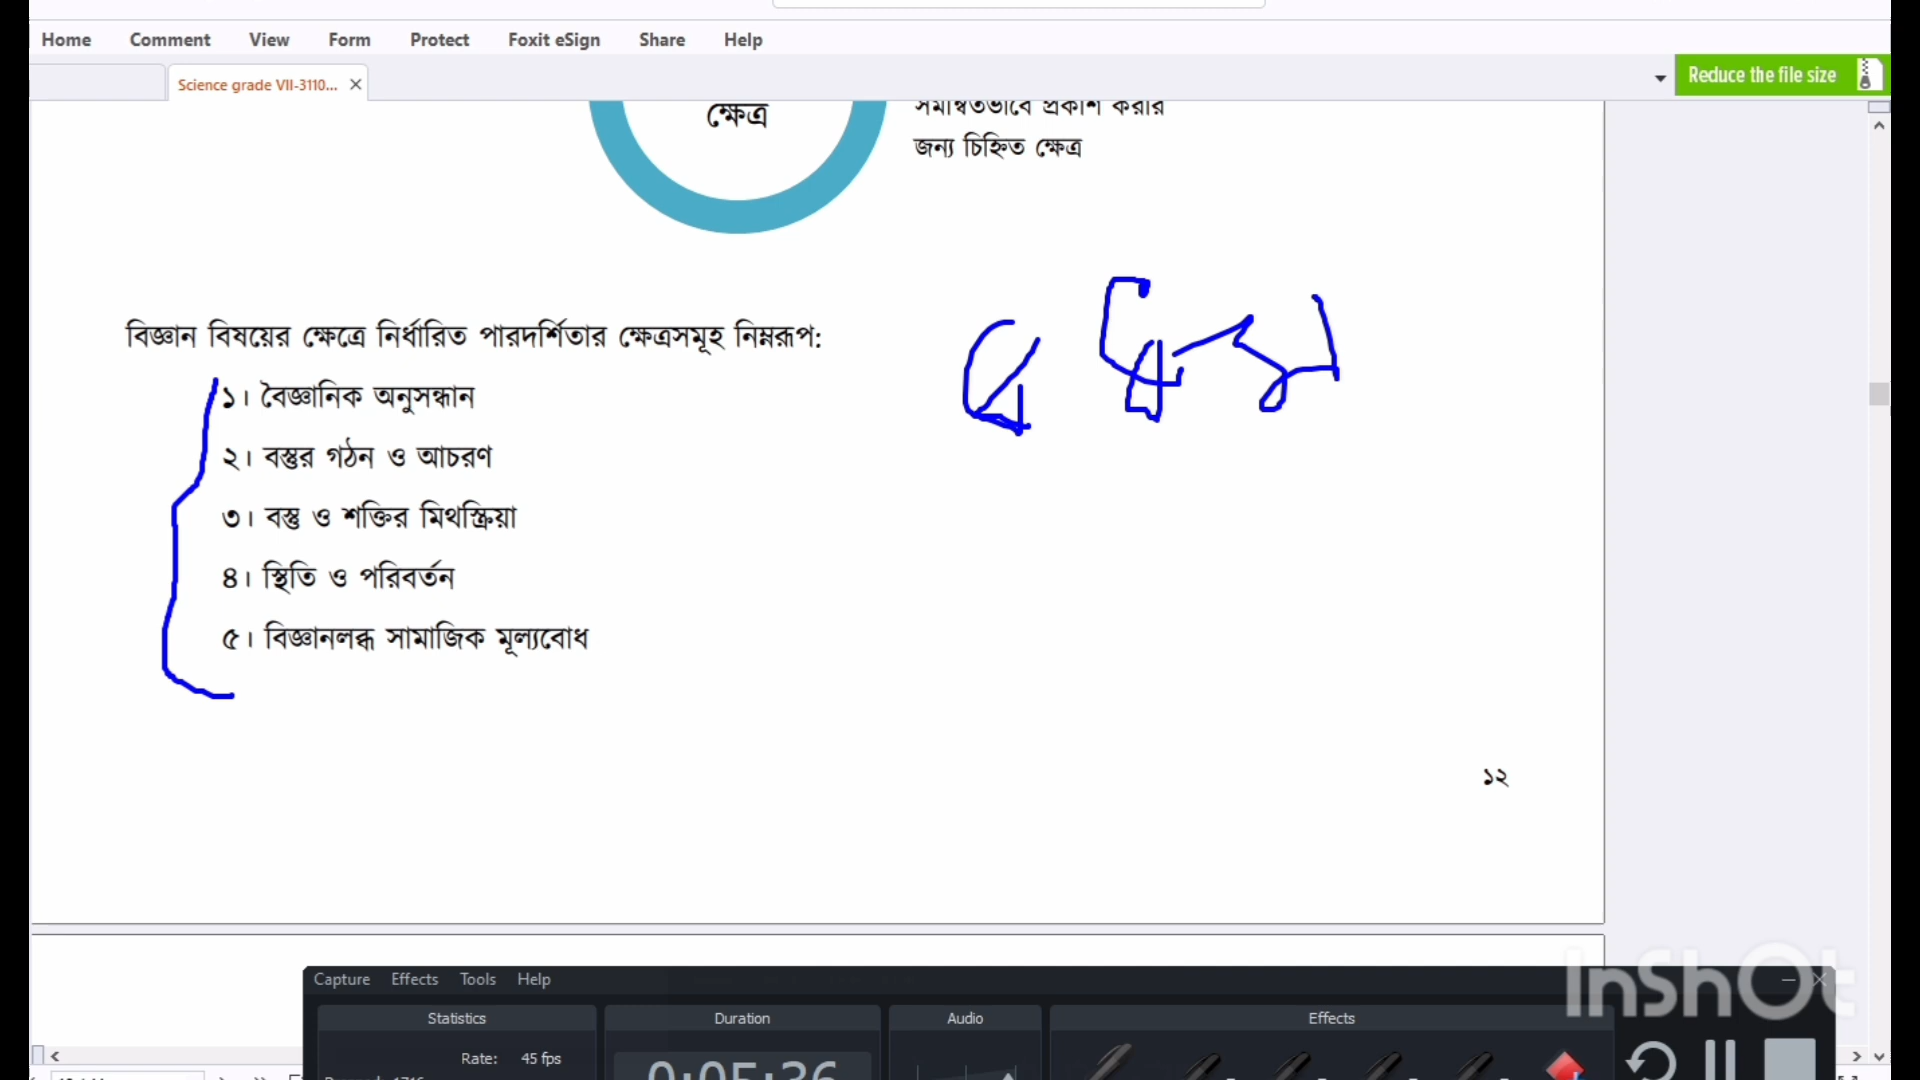 Home Comment View Form Protect Foxit eSign Share Help
Science grade VII-3110... Reduce the file size
ক্ষেত্র
সমন্বিতভাবে প্রকাশ করার
জন্য চিহ্নিত ক্ষেত্র
বিজ্ঞান বিষয়ের ক্ষেত্রে নির্ধারিত পারদর্শিতার ক্ষেত্রসমূহ নিম্নরূপ:
১। বৈজ্ঞানিক অনুসন্ধান
২। বস্তুর গঠন ও আচরণ
৩। বস্তু ও শক্তির মিথস্ক্রিয়া
৪। স্থিতি ও পরিবর্তন
৫। বিজ্ঞানলব্ধ সামাজিক মূল্যবোধ
১২
InShOt
Capture Effects Tools Help
Statistics Duration Audio Effects
Rate: 45 fps
0:05:36